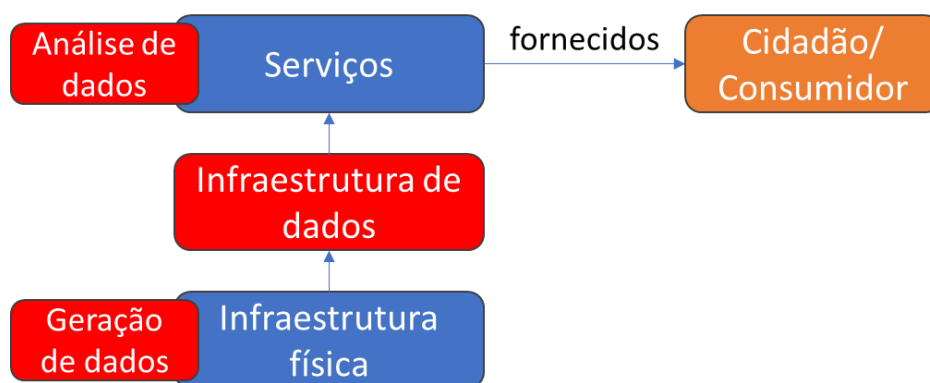 Análise de
dados
Serviços
fornecidos
Cidadão/
Consumidor
Infraestrutura de
dados
Geração
de dados
Infraestrutura
física